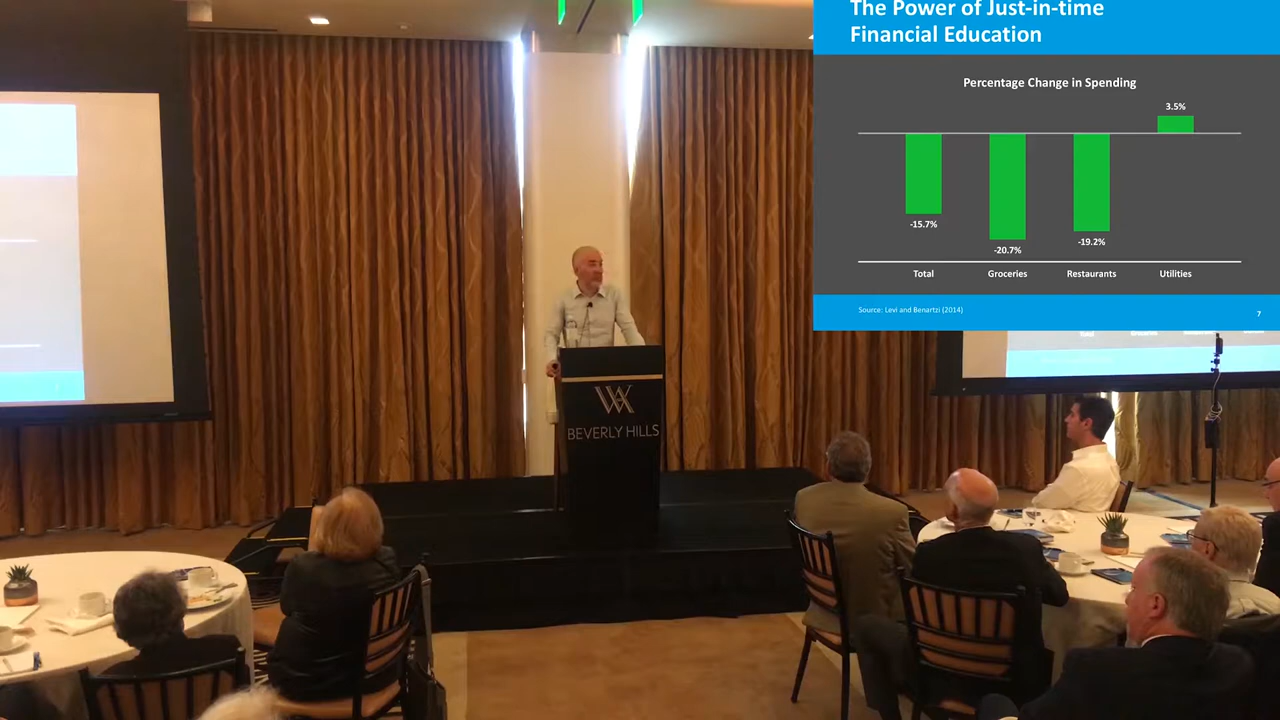 The Power of Just-in-time
Financial Education
Percentage Change in Spending
3.5%
-15.7%
-20.7%
-19.2%
Total
Groceries
Restaurants
Utilities
Source: Levi and Benartzi (2014)
7
BEVERLY HILLS